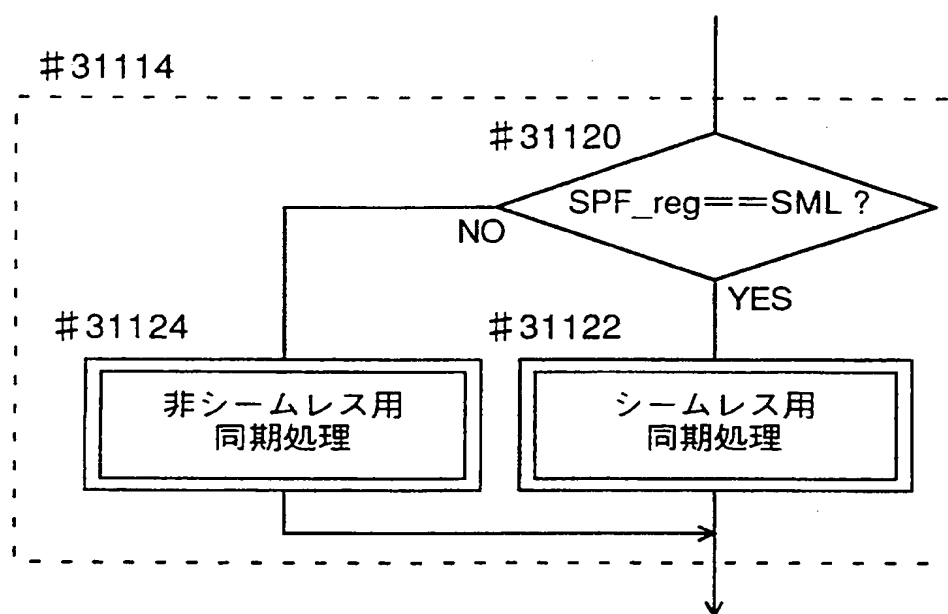 #31114
#31120
SPF_reg==SML ?
NO
YES
#31124
#31122
非シームレス用
同期処理
シームレス用
同期処理